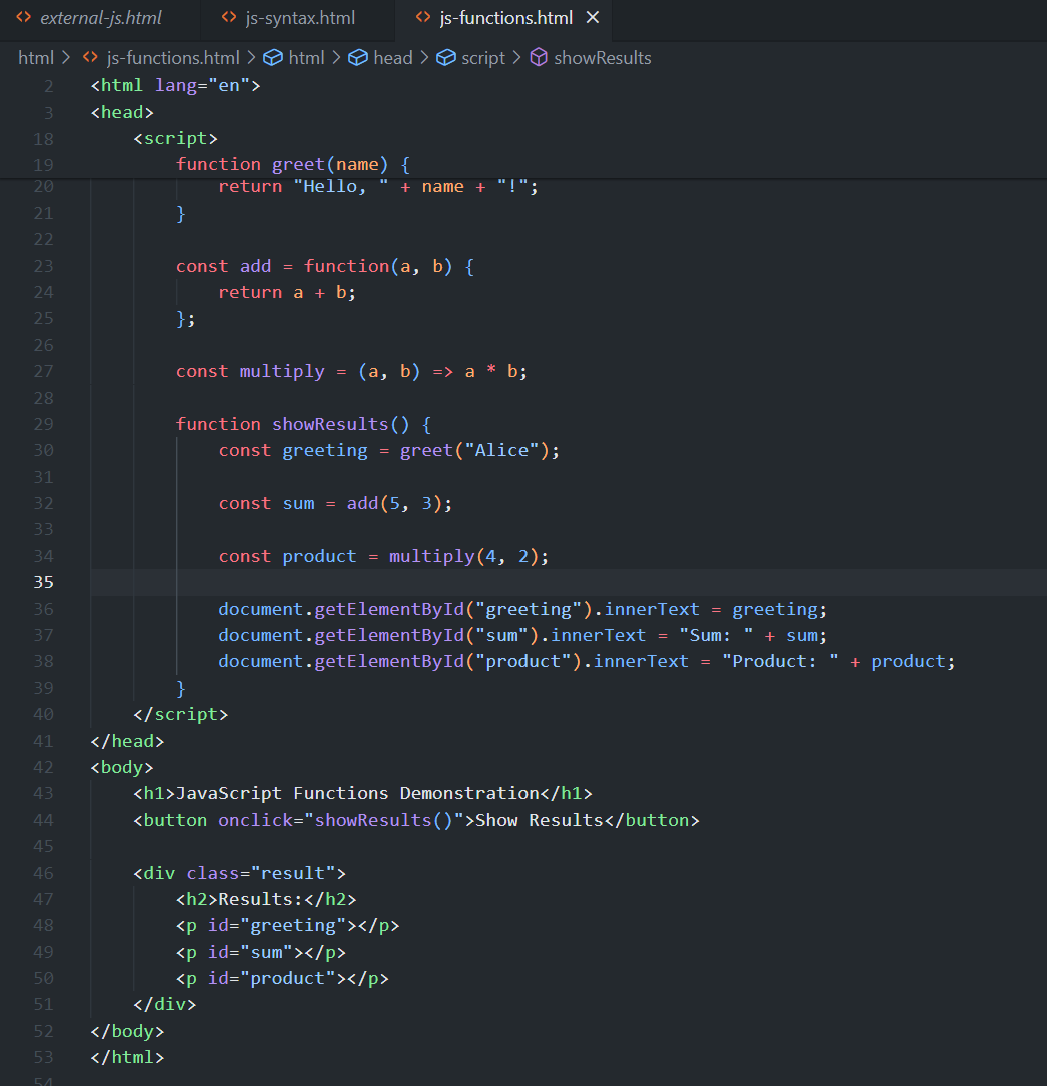 external-js.html js-syntax.html js-functions.html
html > js-functions.html > html > head > script > showResults
2 <html lang="en">
3 <head>
18     <script>
19         function greet(name) {
20             return "Hello, " + name + "!";
21         }
22
23         const add = function(a, b) {
24             return a + b;
25         };
26
27         const multiply = (a, b) => a * b;
28
29         function showResults() {
30             const greeting = greet("Alice");
31
32             const sum = add(5, 3);
33
34             const product = multiply(4, 2);
35
36             document.getElementById("greeting").innerText = greeting;
37             document.getElementById("sum").innerText = "Sum: " + sum;
38             document.getElementById("product").innerText = "Product: " + product;
39         }
40     </script>
41 </head>
42 <body>
43     <h1>JavaScript Functions Demonstration</h1>
44     <button onclick="showResults()">Show Results</button>
45
46     <div class="result">
47         <h2>Results:</h2>
48         <p id="greeting"></p>
49         <p id="sum"></p>
50         <p id="product"></p>
51     </div>
52 </body>
53 </html>
54